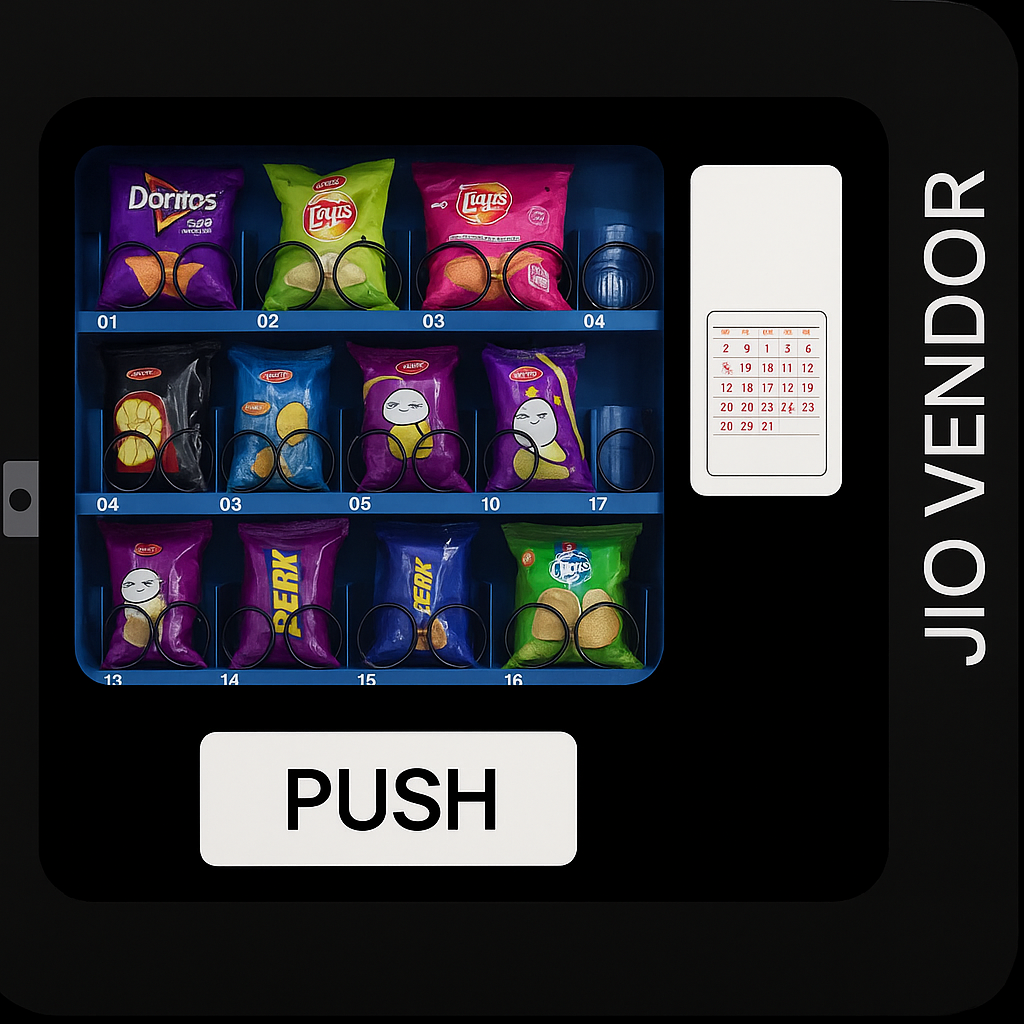 Doritos
Lay's
Lay's
01 02 03 04
04 03 05 10 17
PERK
PERK
13 14 15 16
2 9 1 3 6
19 18 11 12
12 18 17 12 19
20 20 23 23
20 29 21
PUSH
JIO VENDOR